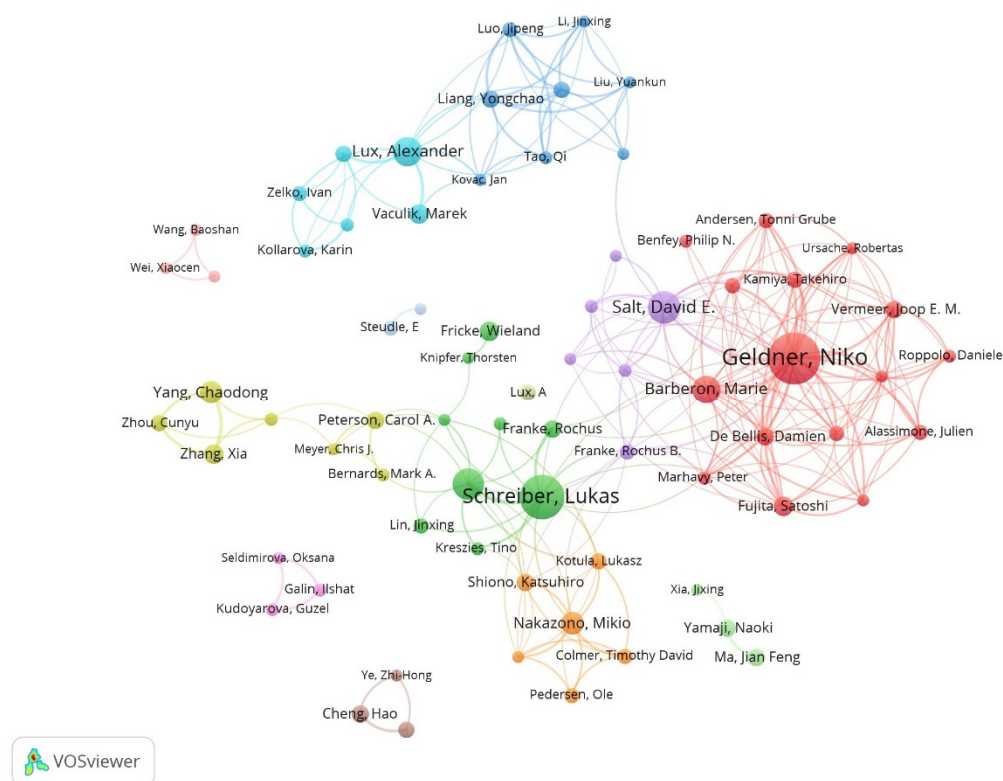 Luo, Jipeng
Li, Jinxing
Liu, Yuankun
Liang, Yongchao
Lux, Alexander
Tao, Qi
Kovac, Jan
Zelko, Ivan
Vaculik, Marek
Kollarova, Karin
Wang, Baoshan
Wei, Xiaocen
Andersen, Tonni Grube
Benfey, Philip N.
Ursache, Robertas
Kamiya, Takehiro
Salt, David E.
Vermeer, Joop E. M.
Steudle, E
Fricke, Wieland
Knipfer, Thorsten
Geldner, Niko
Roppolo, Daniele
Barberon, Marie
Yang, Chaodong
Lux, A
Zhou, Cunyu
Peterson, Carol A.
Franke, Rochus
De Bellis, Damien
Alassimone, Julien
Meyer, Chris J.
Zhang, Xia
Franke, Rochus B.
Bernards, Mark A.
Marhavy, Peter
Schreiber, Lukas
Fujita, Satoshi
Lin, Jinxing
Kreszies, Tino
Seldimirova, Oksana
Kotula, Lukasz
Shiono, Katsuhiro
Galin, Ilshat
Xia, Jixing
Kudoyarova, Guzel
Nakazono, Mikio
Yamaji, Naoki
Colmer, Timothy David
Ma, Jian Feng
Ye, Zhi-Hong
Pedersen, Ole
Cheng, Hao
VOSviewer